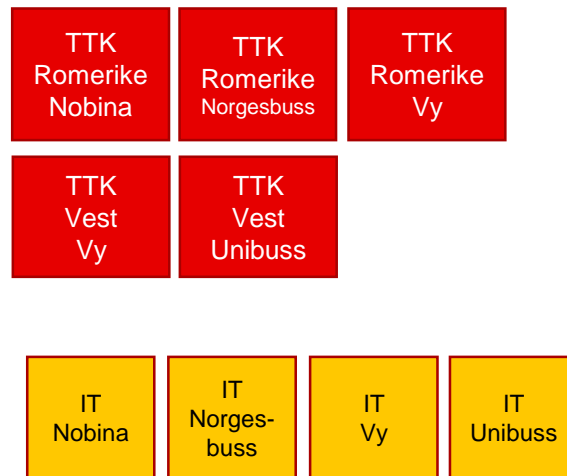 TTK
Romerike
Nobina
TTK
Romerike
Norgesbuss
TTK
Romerike
Vy
TTK
Vest
Vy
TTK
Vest
Unibuss
IT
Nobina
IT
Norges-
buss
IT
Vy
IT
Unibuss